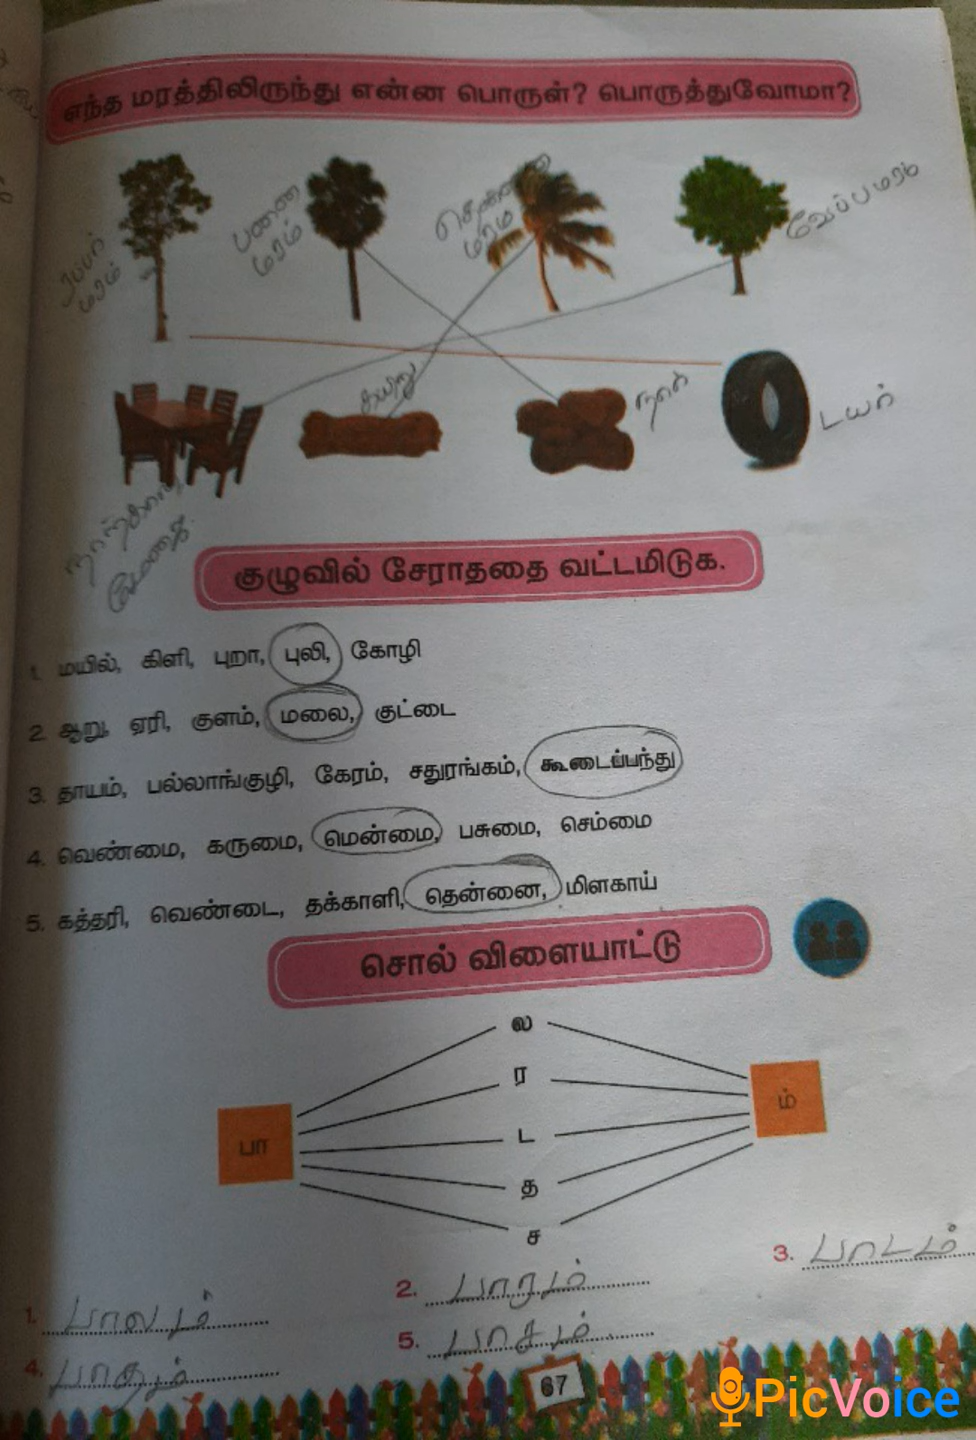 எந்த மரத்திலிருந்து என்ன பொருள்? பொருத்துவோமா?
ரப்பர் மரம்
பனை மரம்
தென்னை மரம்
வேப்பமரம்
கயிறு
நார்
டயர்
நாற்காலி
குழுவில் சேராததை வட்டமிடுக.
1. மயில், கிளி, புறா, புலி, கோழி
2. ஆறு, ஏரி, குளம், மலை, குட்டை
3. தாயம், பல்லாங்குழி, கேரம், சதுரங்கம், கூடைப்பந்து
4. வெண்மை, கருமை, மென்மை, பசுமை, செம்மை
5. கத்தரி, வெண்டை, தக்காளி, தென்னை, மிளகாய்
சொல் விளையாட்டு
ல
ர
பா ட ம்
த
ச
1. பாலம்
2. பாரம்
3. பாடம்
4. பாதம்
5. பாசம்
67
PicVoice